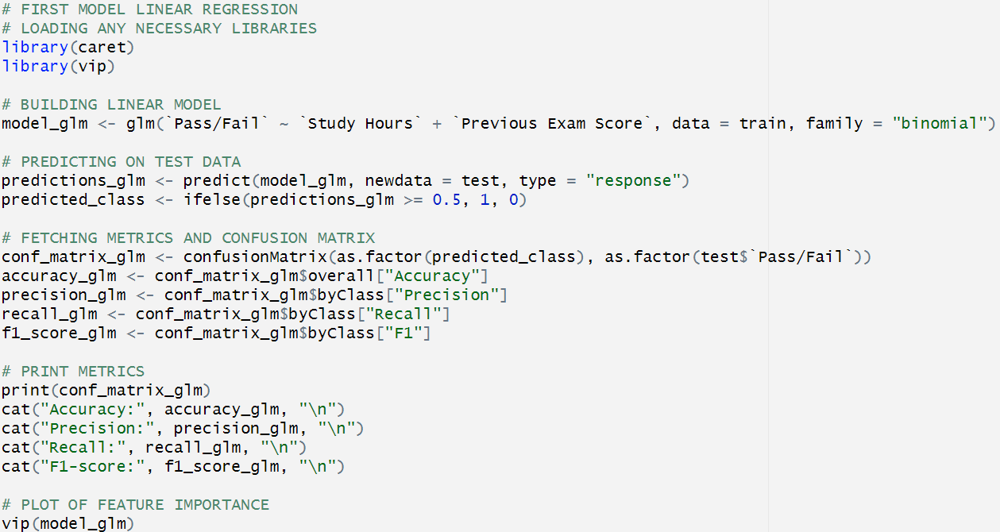 # FIRST MODEL LINEAR REGRESSION
# LOADING ANY NECESSARY LIBRARIES
library(caret)
library(vip)
# BUILDING LINEAR MODEL
model_glm <- glm(`Pass/Fail` ~ `Study Hours` + `Previous Exam Score`, data = train, family = "binomial")
# PREDICTING ON TEST DATA
predictions_glm <- predict(model_glm, newdata = test, type = "response")
predicted_class <- ifelse(predictions_glm >= 0.5, 1, 0)
# FETCHING METRICS AND CONFUSION MATRIX
conf_matrix_glm <- confusionMatrix(as.factor(predicted_class), as.factor(test$`Pass/Fail`))
accuracy_glm <- conf_matrix_glm$overall["Accuracy"]
precision_glm <- conf_matrix_glm$byClass["Precision"]
recall_glm <- conf_matrix_glm$byClass["Recall"]
f1_score_glm <- conf_matrix_glm$byClass["F1"]
# PRINT METRICS
print(conf_matrix_glm)
cat("Accuracy:", accuracy_glm, "\n")
cat("Precision:", precision_glm, "\n")
cat("Recall:", recall_glm, "\n")
cat("F1-score:", f1_score_glm, "\n")
# PLOT OF FEATURE IMPORTANCE
vip(model_glm)